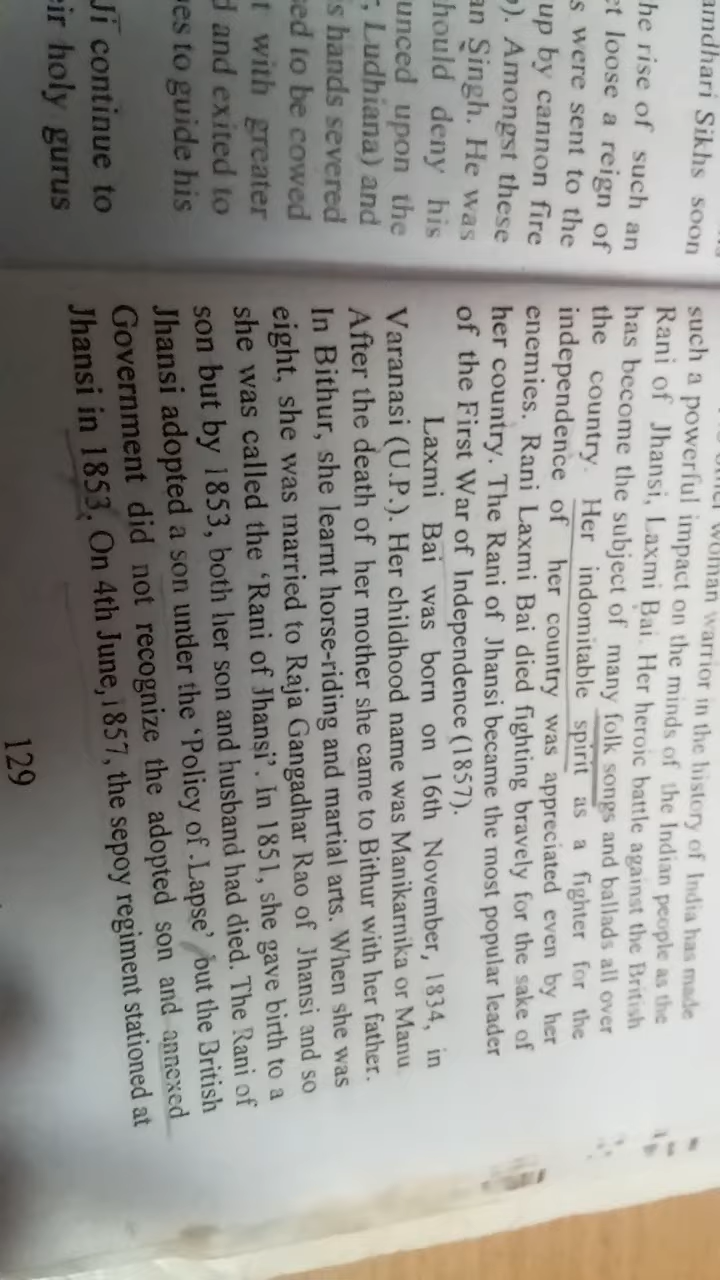 amdhari Sikhs soon
he rise of such an
et loose a reign of
s were sent to the
up by cannon fire
). Amongst these
an Singh. He was
hould deny his
unced upon the
Ludhiana) and
s hands severed
ed to be cowed
t with greater
d and exited to
es to guide his
Ji continue to
eir holy gurus
woman warrior in the history of India has made
such a powerful impact on the minds of the Indian people as the
Rani of Jhansi, Laxmi Bai. Her heroic battle against the British
has become the subject of many folk songs and ballads all over
the country. Her indomitable spirit as a fighter for the
independence of her country was appreciated even by her
enemies. Rani Laxmi Bai died fighting bravely for the sake of
her country. The Rani of Jhansi became the most popular leader
of the First War of Independence (1857).
Laxmi Bai was born on 16th November, 1834, in
Varanasi (U.P.). Her childhood name was Manikarnika or Manu
After the death of her mother she came to Bithur with her father.
In Bithur, she learnt horse-riding and martial arts. When she was
eight, she was married to Raja Gangadhar Rao of Jhansi and so
she was called the ‘Rani of Jhansi’. In 1851, she gave birth to a
son but by 1853, both her son and husband had died. The Rani of
Jhansi adopted a son under the ‘Policy of Lapse’ but the British
Government did not recognize the adopted son and annexed
Jhansi in 1853. On 4th June, 1857, the sepoy regiment stationed at
129